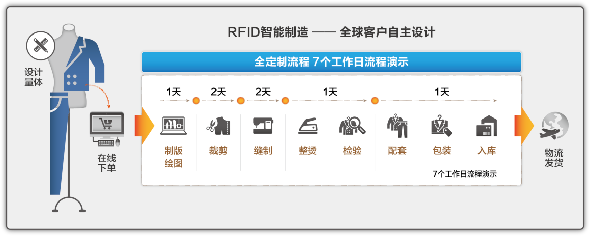 RFID智能制造 —— 全球客户自主设计
设计
量体
全定制流程 7个工作日流程演示
1天 2天 2天 1天 1天
在线
下单
制版
绘图
裁剪 缝制 整烫 检验 配套 包装 入库
7个工作日流程演示
物流
发货